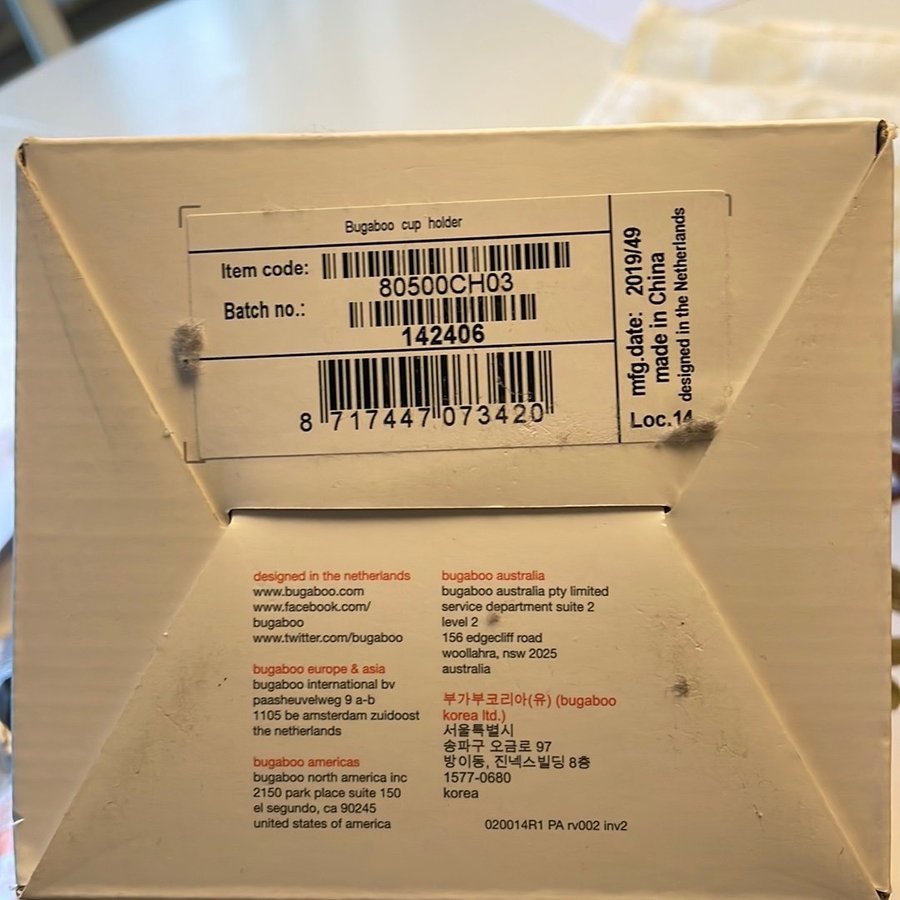 Bugaboo cup holder
Item code:
80500CH03
Batch no.:
142406
8 717447 073420
mfg.date: 2019/49
made in China
designed in the Netherlands
Loc.14
designed in the netherlands
www.bugaboo.com
www.facebook.com/
bugaboo
www.twitter.com/bugaboo
bugaboo europe & asia
bugaboo international bv
paasheuvelweg 9 a-b
1105 be amsterdam zuidoost
the netherlands
bugaboo americas
bugaboo north america inc
2150 park place suite 150
el segundo, ca 90245
united states of america
bugaboo australia
bugaboo australia pty limited
service department suite 2
level 2
156 edgecliff road
woollahra, nsw 2025
australia
부가부코리아(유) (bugaboo
korea ltd.)
서울특별시
송파구 오금로 97
방이동, 진넥스빌딩 8층
1577-0680
korea
020014R1 PA rv002 inv2